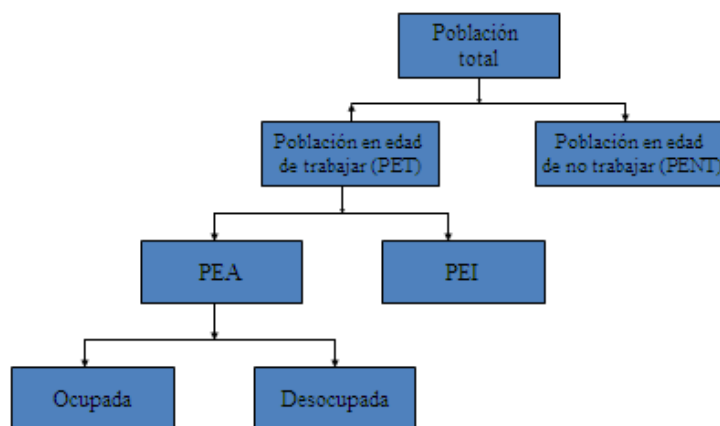 Población
total
Población en edad
de trabajar (PET)
Población en edad
de no trabajar (PENT)
PEA
PEI
Ocupada
Desocupada